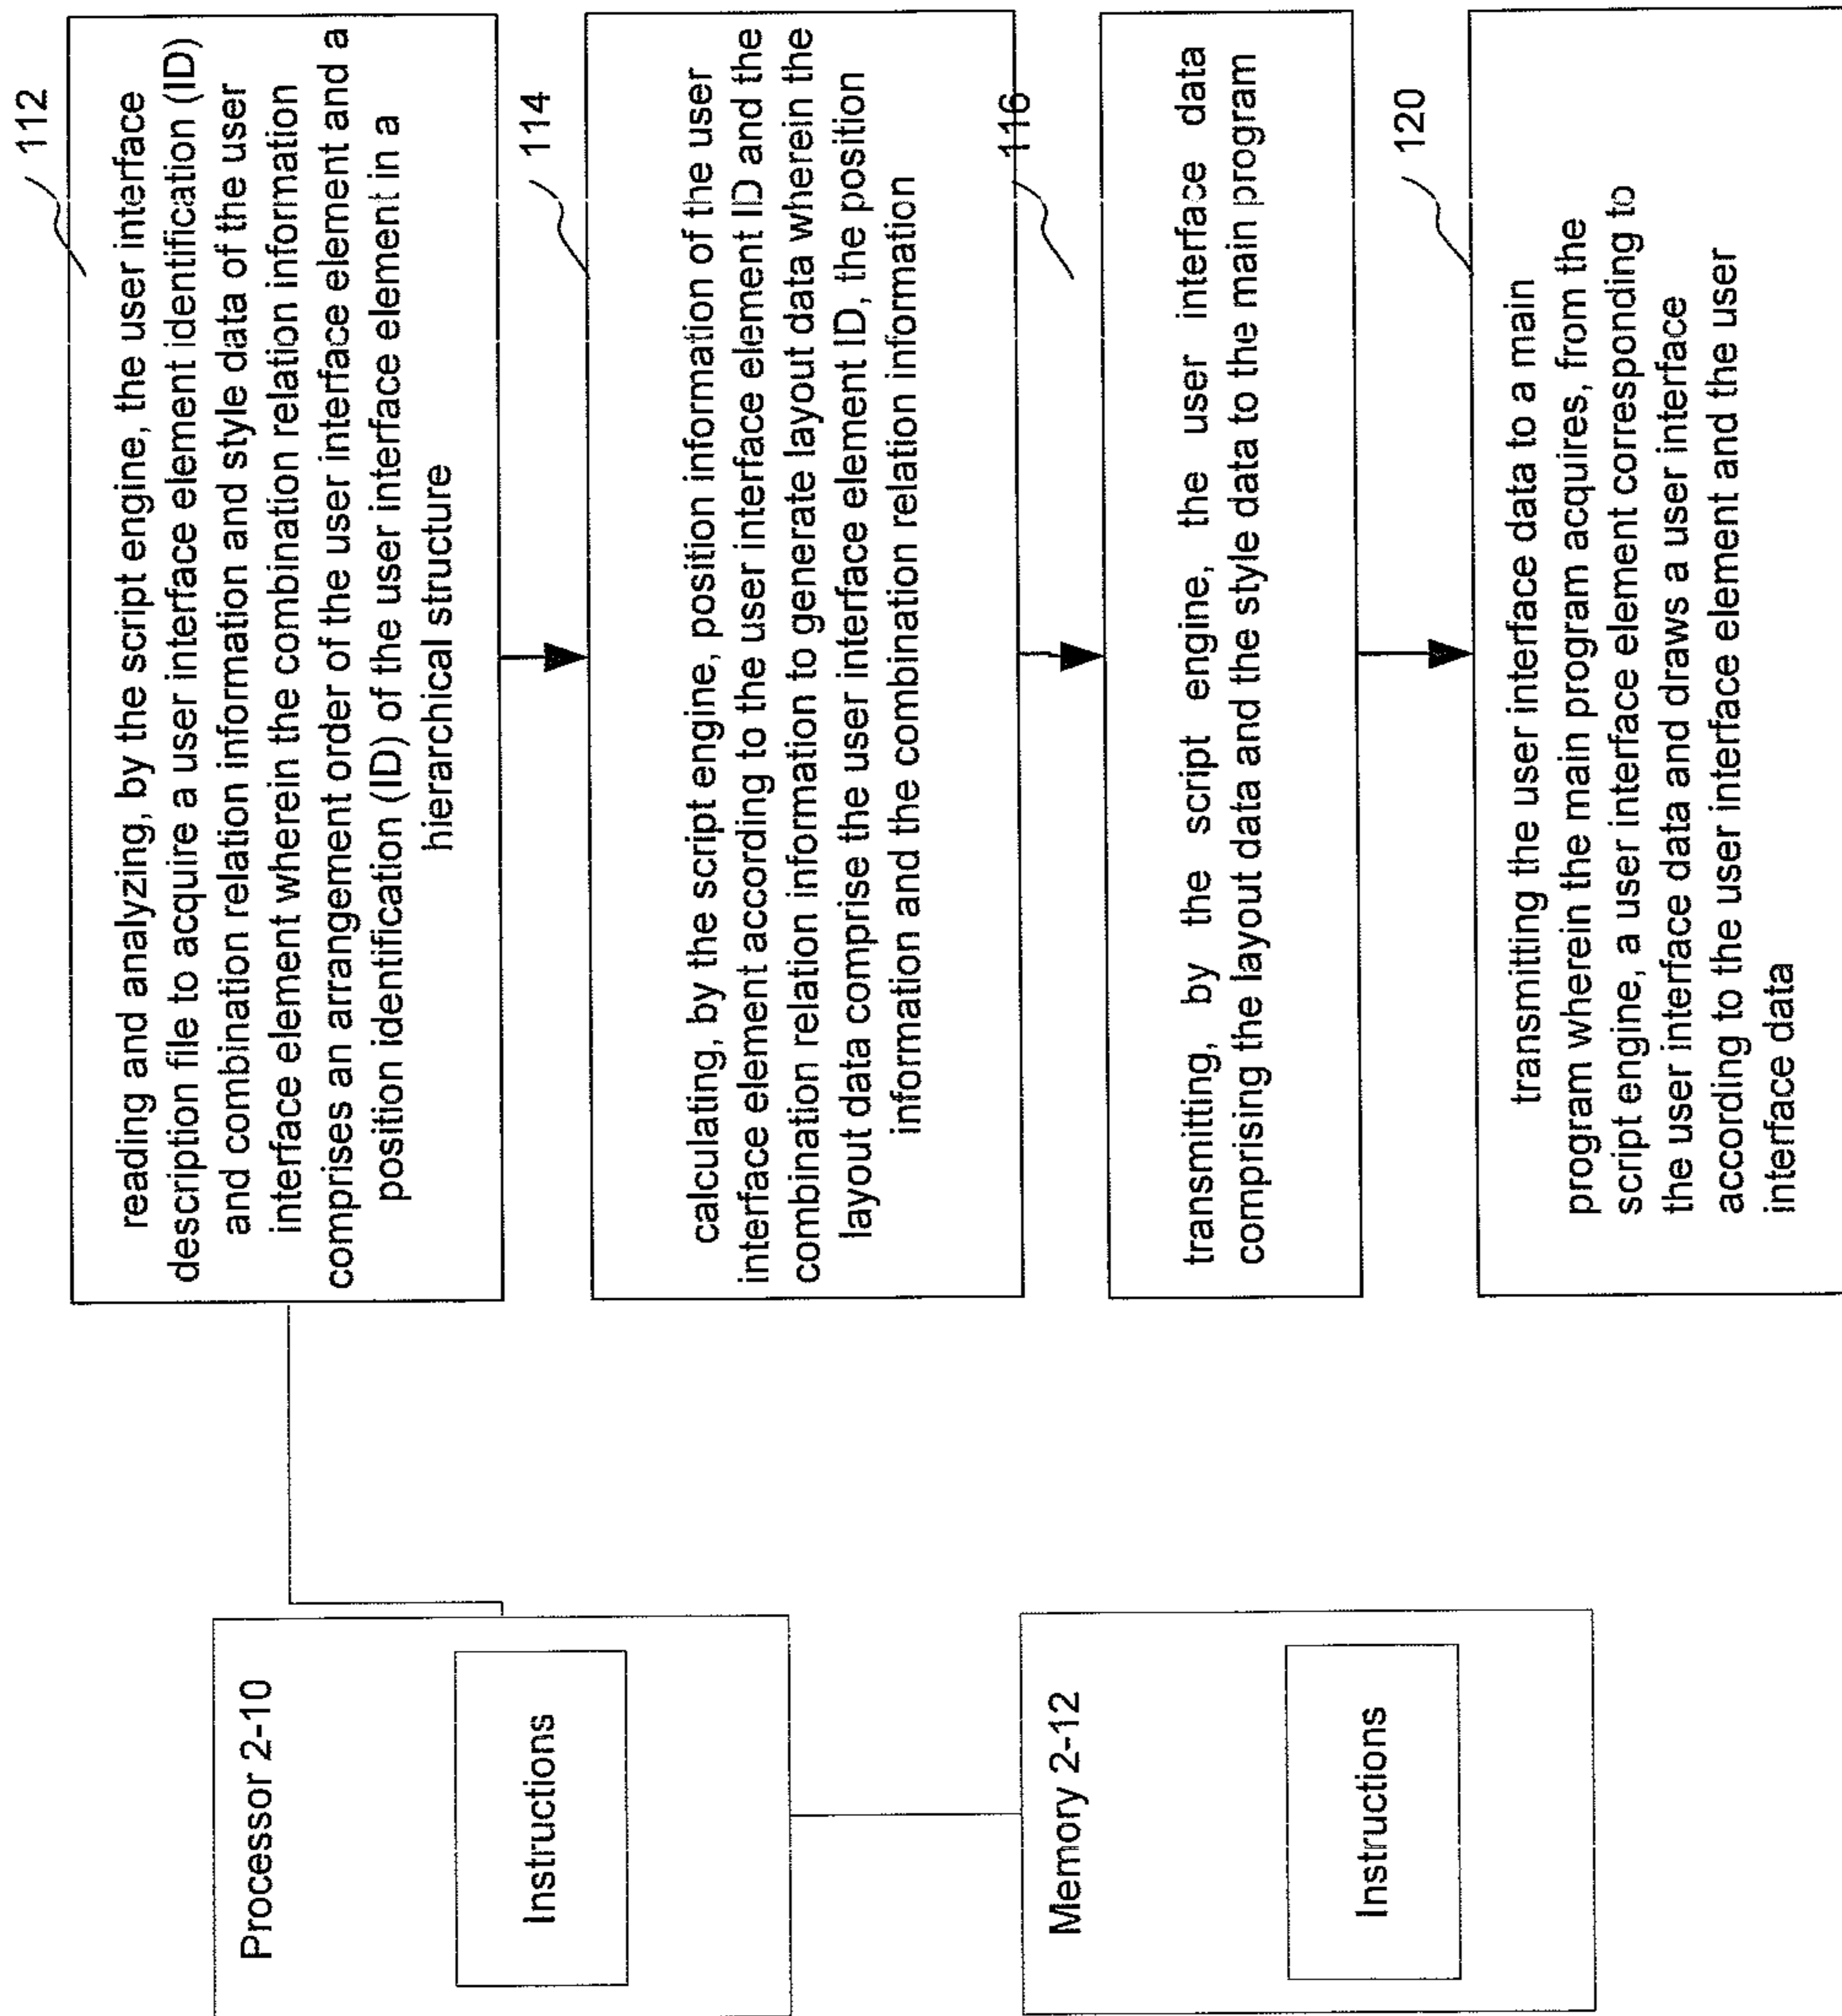 Processor 2-10
Instructions
Memory 2-12
Instructions
112
reading and analyzing, by the script engine, the user interface
description file to acquire a user interface element identification (ID)
and combination relation information and style data of the user
interface element wherein the combination relation information
comprises an arrangement order of the user interface element and a
position identification (ID) of the user interface element in a
hierarchical structure
114
calculating, by the script engine, position information of the user
interface element according to the user interface element ID and the
combination relation information to generate layout data wherein the
layout data comprise the user interface element ID, the position
information and the combination relation information
116
transmitting, by the script engine, the user interface data
comprising the layout data and the style data to the main program
120
transmitting the user interface data to a main
program wherein the main program acquires, from the
script engine, a user interface element corresponding to
the user interface data and draws a user interface
according to the user interface element and the user
interface data